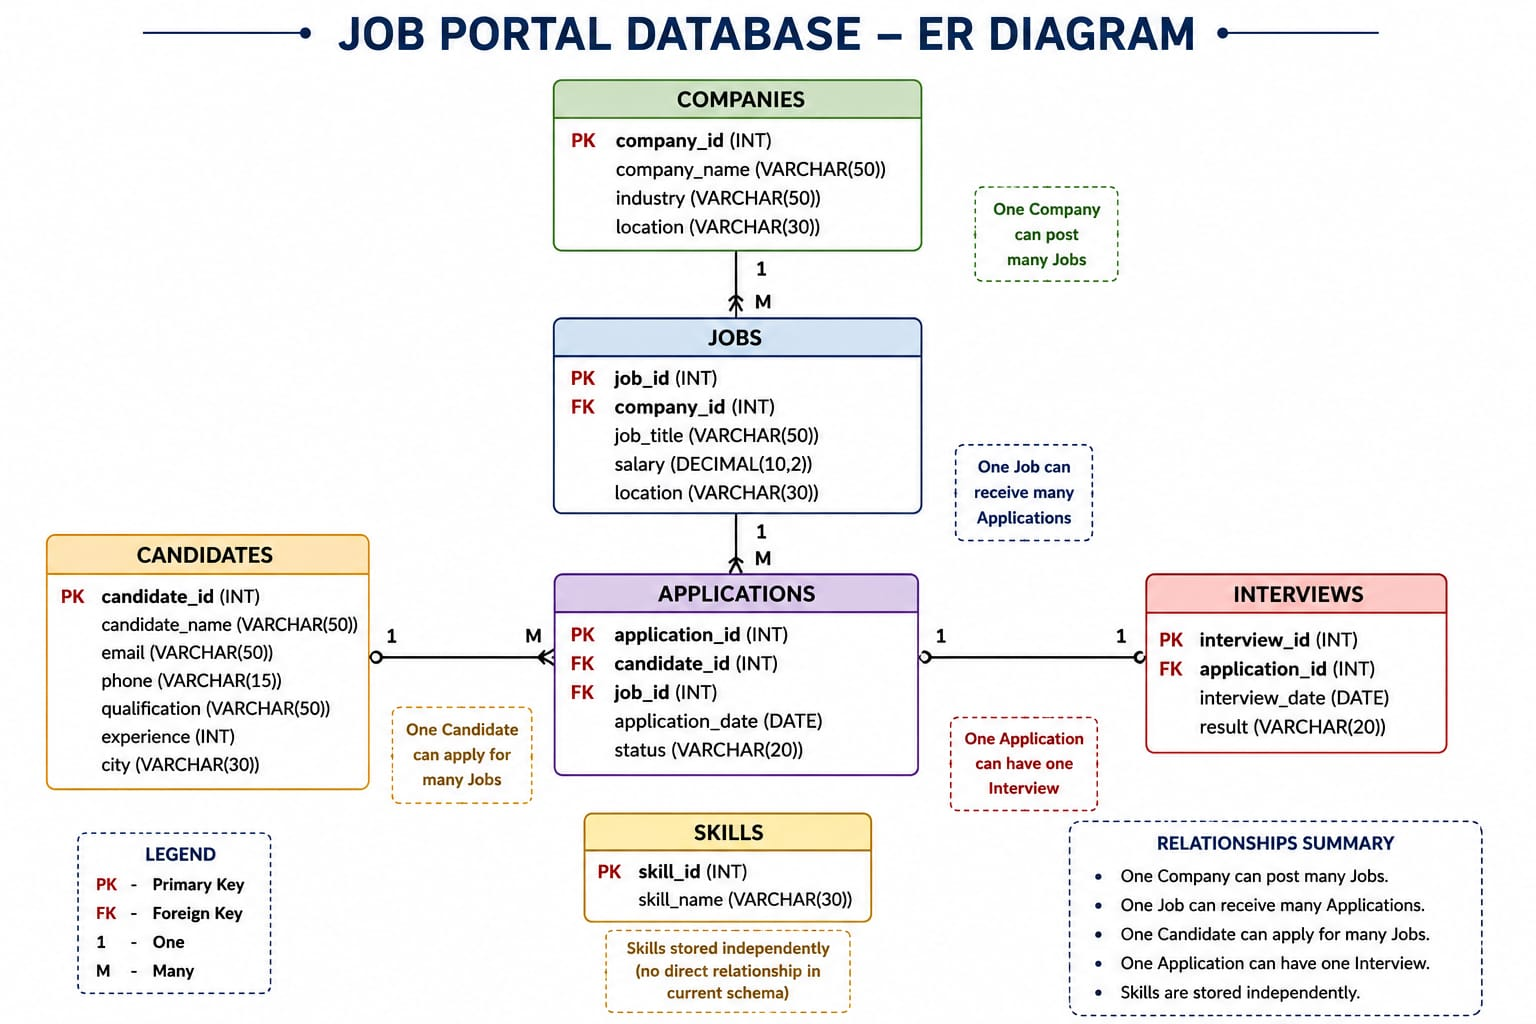 JOB PORTAL DATABASE – ER DIAGRAM
COMPANIES
PK company_id (INT)
company_name (VARCHAR(50))
industry (VARCHAR(50))
location (VARCHAR(30))
One Company
can post
many Jobs
1
M
JOBS
PK job_id (INT)
FK company_id (INT)
job_title (VARCHAR(50))
salary (DECIMAL(10,2))
location (VARCHAR(30))
One Job can
receive many
Applications
1
M
CANDIDATES
PK candidate_id (INT)
candidate_name (VARCHAR(50))
email (VARCHAR(50))
phone (VARCHAR(15))
qualification (VARCHAR(50))
experience (INT)
city (VARCHAR(30))
1 M
One Candidate
can apply for
many Jobs
APPLICATIONS
PK application_id (INT)
FK candidate_id (INT)
FK job_id (INT)
application_date (DATE)
status (VARCHAR(20))
1 1
One Application
can have one
Interview
INTERVIEWS
PK interview_id (INT)
FK application_id (INT)
interview_date (DATE)
result (VARCHAR(20))
LEGEND
PK - Primary Key
FK - Foreign Key
1 - One
M - Many
SKILLS
PK skill_id (INT)
skill_name (VARCHAR(30))
Skills stored independently
(no direct relationship in
current schema)
RELATIONSHIPS SUMMARY
• One Company can post many Jobs.
• One Job can receive many Applications.
• One Candidate can apply for many Jobs.
• One Application can have one Interview.
• Skills are stored independently.